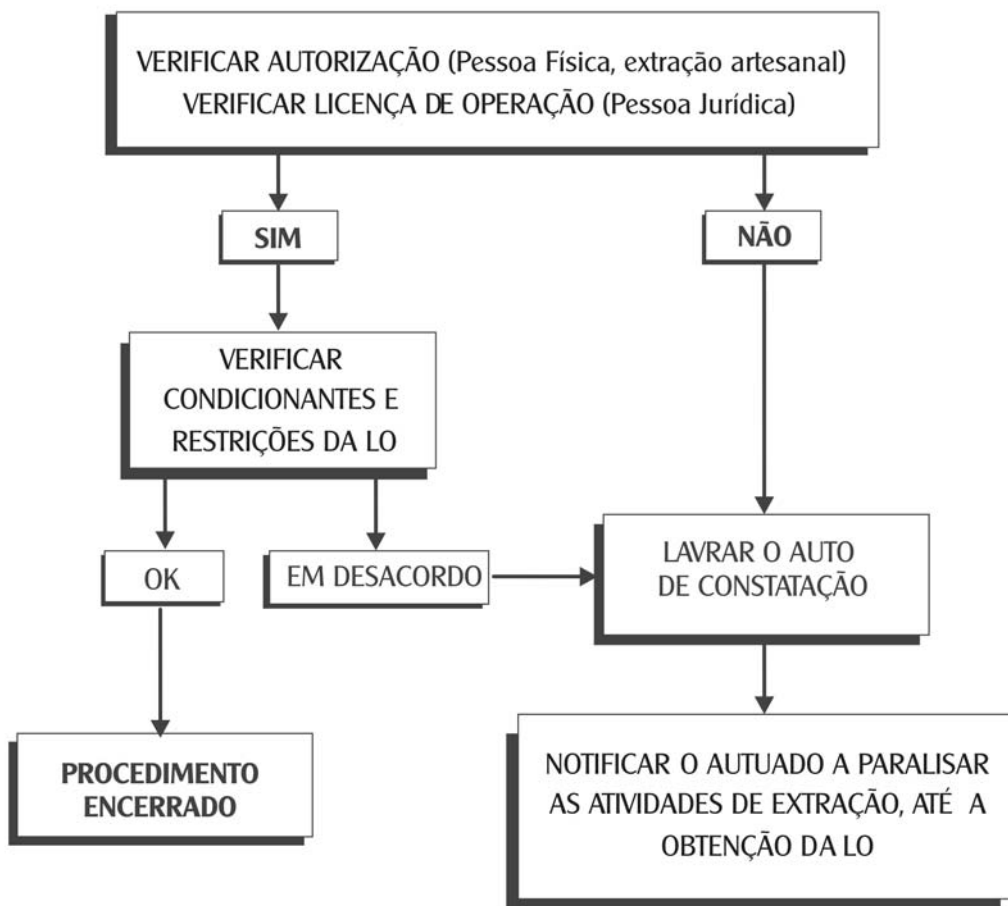 VERIFICAR AUTORIZAÇÃO (Pessoa Física, extração artesanal)
VERIFICAR LICENÇA DE OPERAÇÃO (Pessoa Jurídica)
SIM
NÃO
VERIFICAR
CONDICIONANTES E
RESTRIÇÕES DA LO
OK
EM DESACORDO
LAVRAR O AUTO
DE CONSTATAÇÃO
PROCEDIMENTO
ENCERRADO
NOTIFICAR O AUTUADO A PARALISAR
AS ATIVIDADES DE EXTRAÇÃO, ATÉ A
OBTENÇÃO DA LO